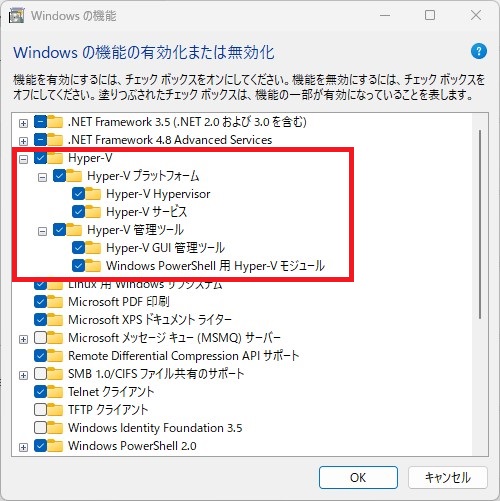 Windows の機能
Windows の機能の有効化または無効化
機能を有効にするには、チェック ボックスをオンにしてください。機能を無効にするには、チェック ボックスを
オフにしてください。塗りつぶされたチェック ボックスは、機能の一部が有効になっていることを表します。
.NET Framework 3.5 (.NET 2.0 および 3.0 を含む)
.NET Framework 4.8 Advanced Services
Hyper-V
Hyper-V プラットフォーム
Hyper-V Hypervisor
Hyper-V サービス
Hyper-V 管理ツール
Hyper-V GUI 管理ツール
Windows PowerShell 用 Hyper-V モジュール
Linux 用 Windows サブシステム
Microsoft PDF 印刷
Microsoft XPS ドキュメント ライター
Microsoft メッセージ キュー (MSMQ) サーバー
Remote Differential Compression API サポート
SMB 1.0/CIFS ファイル共有のサポート
Telnet クライアント
TFTP クライアント
Windows Identity Foundation 3.5
Windows PowerShell 2.0
OK
キャンセル